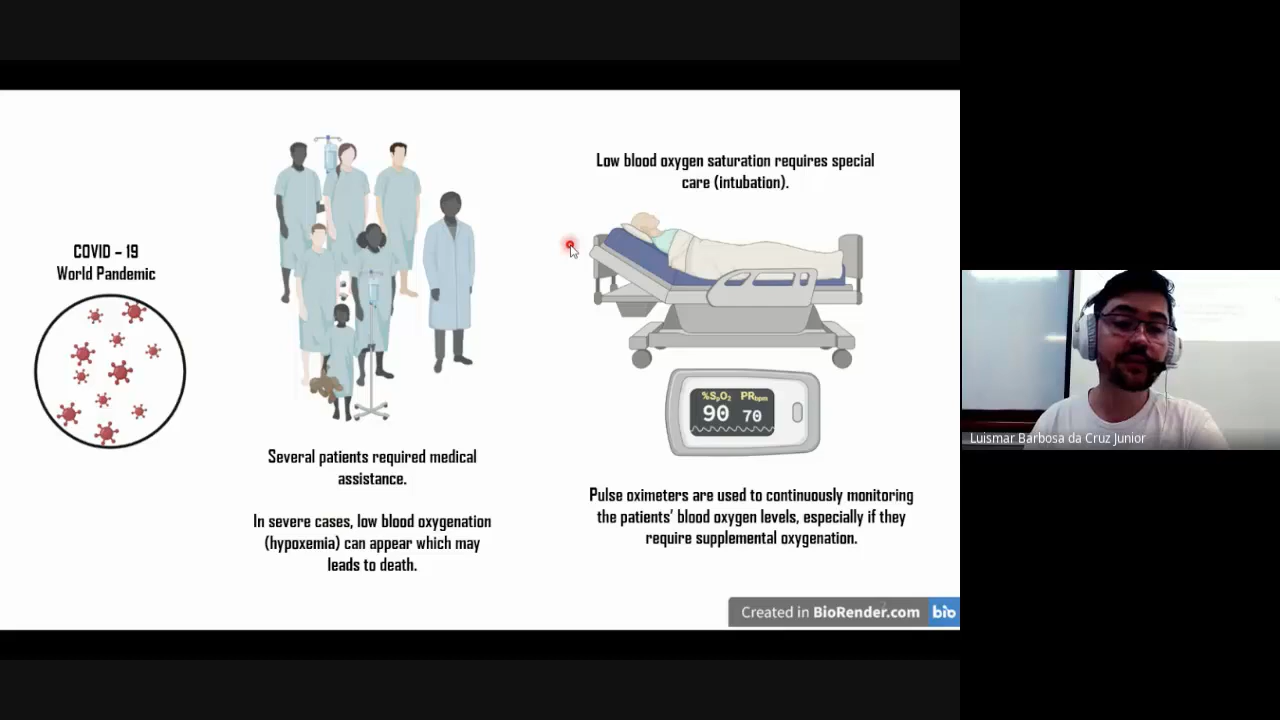 COVID – 19
World Pandemic
Several patients required medical
assistance.
In severe cases, low blood oxygenation
(hypoxemia) can appear which may
leads to death.
Low blood oxygen saturation requires special
care (intubation).
%SpO2 PRbpm
90 70
Pulse oximeters are used to continuously monitoring
the patients’ blood oxygen levels, especially if they
require supplemental oxygenation.
Created in BioRender.com bio
Luismar Barbosa da Cruz Junior